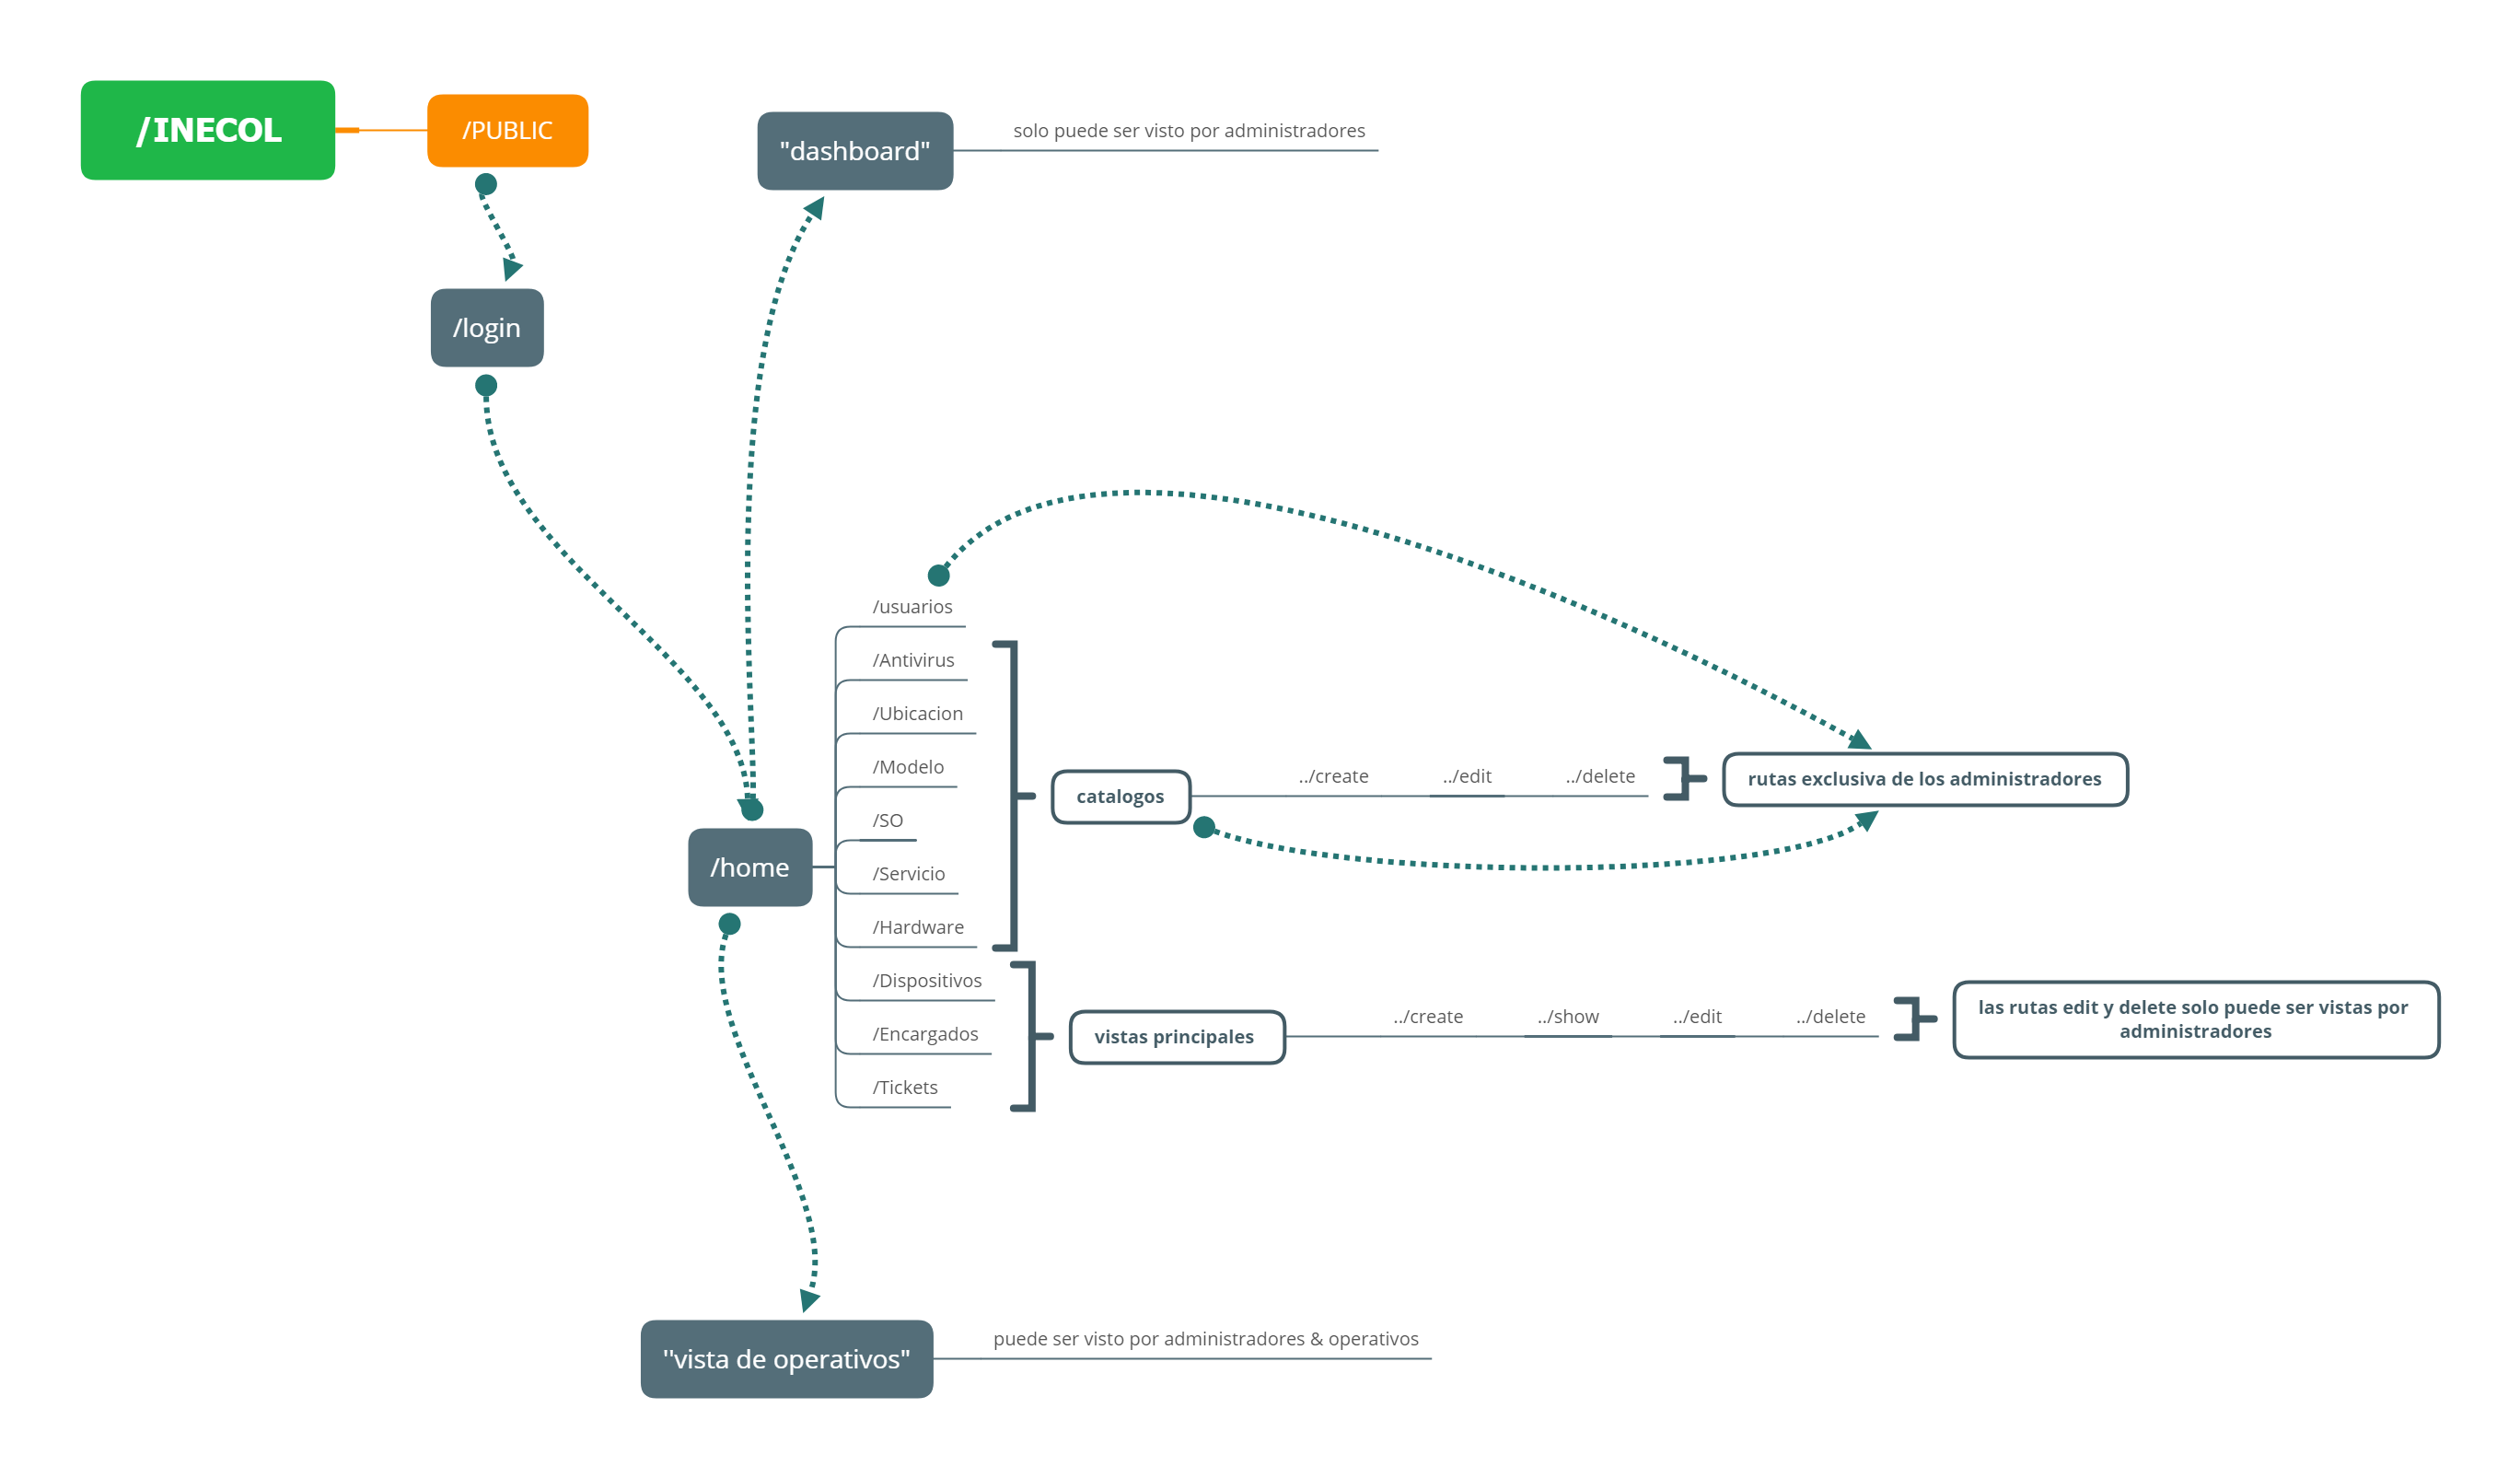 /INECOL
/PUBLIC
"dashboard"
solo puede ser visto por administradores
/login
/usuarios
/Antivirus
/Ubicacion
/Modelo
/SO
/Servicio
/Hardware
/Dispositivos
/Encargados
/Tickets
/home
catalogos
../create
../edit
../delete
rutas exclusiva de los administradores
vistas principales
../create
../show
../edit
../delete
las rutas edit y delete solo puede ser vistas por
administradores
"vista de operativos"
puede ser visto por administradores & operativos